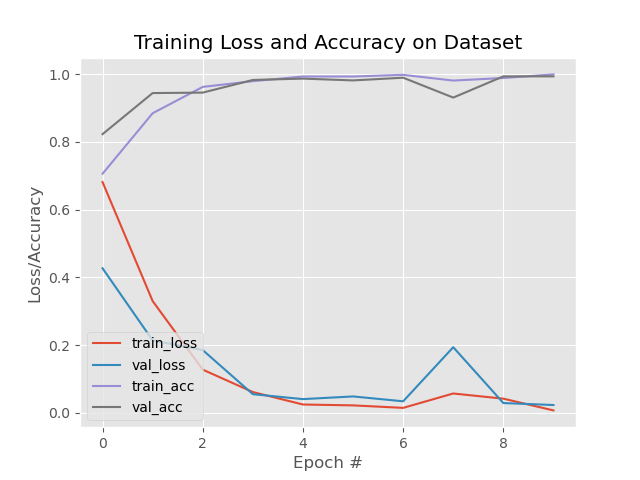 Training Loss and Accuracy on Dataset
Loss/Accuracy
1.0
0.8
0.6
0.4
0.2
0.0
train_loss
val_loss
train_acc
val_acc
0 2 4 6 8
Epoch #